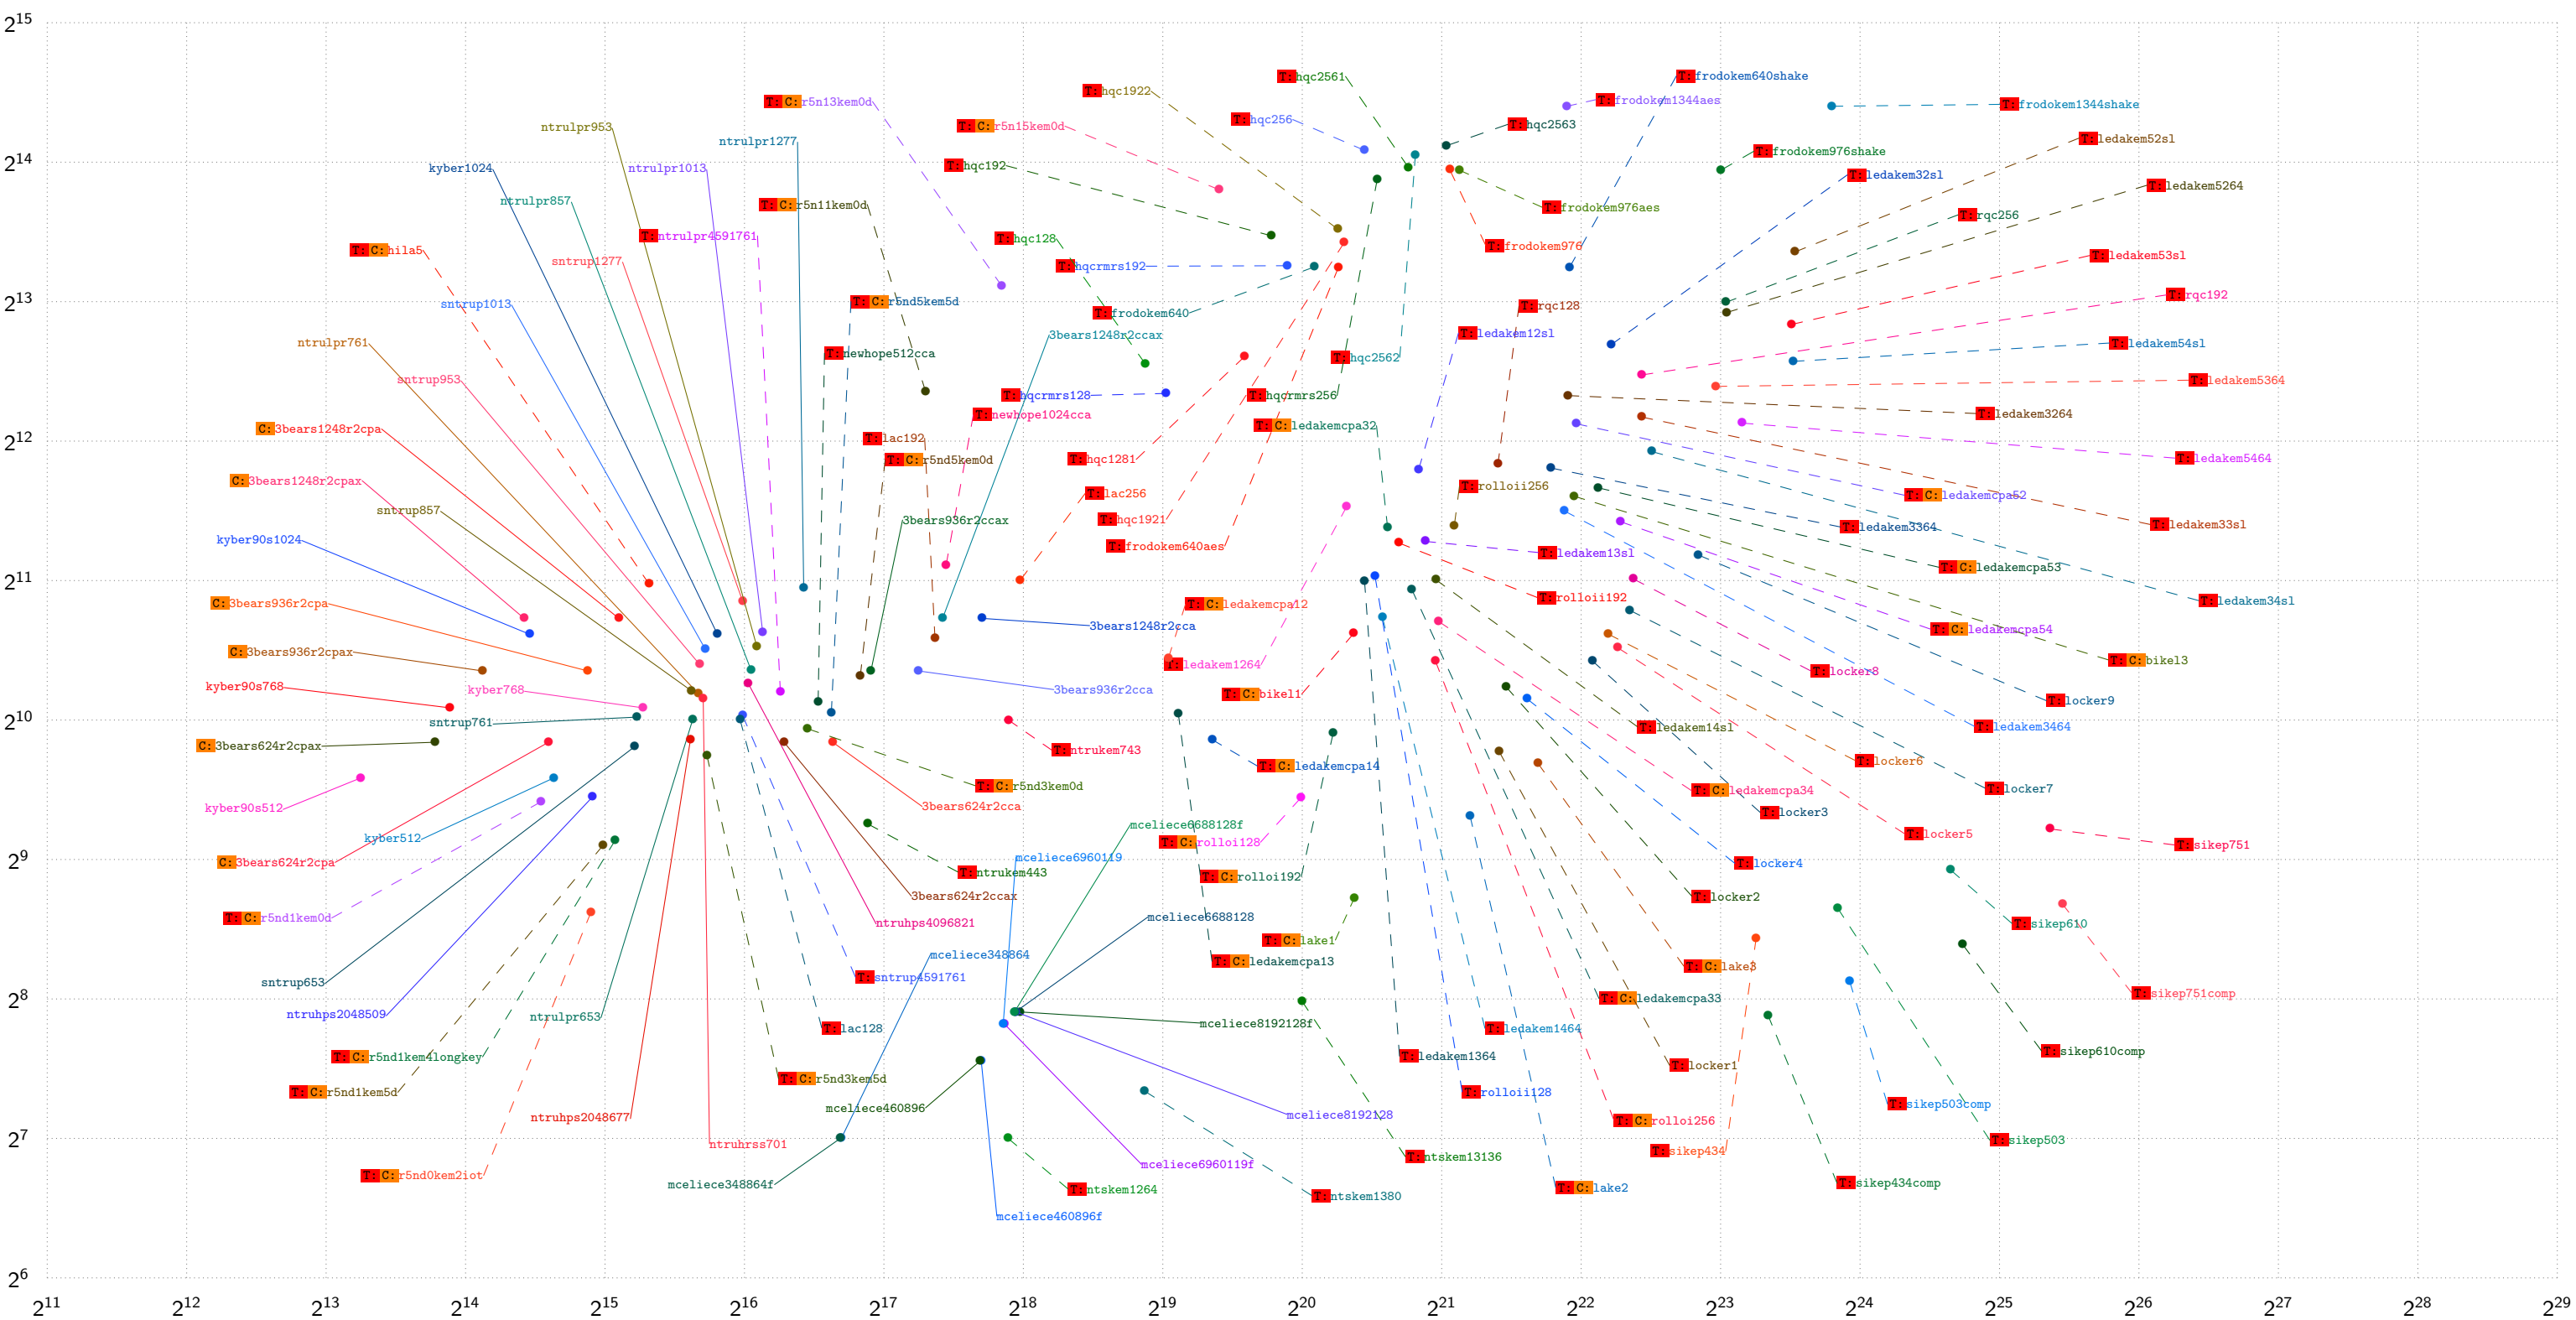 2^15
T: hqc2561
T: frodokem640shake
T: hqc1922
T: C: r5n13kem0d
T: frodokem1344aes
T: frodokem1344shake
T: hqc256
T: hqc2563
T: C: r5n15kem0d
ntrulpr953
T: ledakem52sl
ntrulpr1277
T: frodokem976shake
2^14
T: hqc192
kyber1024
ntrulpr1013
T: ledakem32sl
T: ledakem5264
ntrulpr857
T: C: r5n11kem0d
T: frodokem976aes
T: rqc256
T: ntrulpr4591761
T: hqc128
T: frodokem976
T: C: hila5
T: ledakem53sl
sntrup1277
T: hqcrmrs192
T: rqc192
2^13
sntrup1013
T: C: r5nd5kem5d
T: rqc128
T: frodokem640
T: ledakem12sl
3bears1248r2ccax
ntrulpr761
T: ledakem54sl
T: newhope512cca
T: hqc2562
sntrup953
T: ledakem5364
T: hqcrmrs128
T: hqcrmrs256
T: newhope1024cca
T: ledakem3264
C: 3bears1248r2cpa
T: C: ledakemcpa32
2^12
T: lac192
T: hqc1281
T: C: r5nd5kem0d
T: ledakem5464
C: 3bears1248r2cpax
T: rolloii256
T: lac256
T: C: ledakemcpa52
sntrup857
3bears936r2ccax
T: hqc1921
T: ledakem3364
T: ledakem33sl
kyber90s1024
T: frodokem640aes
T: ledakem13sl
T: C: ledakemcpa53
2^11
C: 3bears936r2cpa
T: C: ledakemcpa12
T: rolloii192
T: ledakem34sl
3bears1248r2cca
T: C: ledakemcpa54
C: 3bears936r2cpax
T: ledakem1264
T: locker8
T: C: bikel3
kyber90s768
kyber768
3bears936r2cca
T: C: bikel1
T: locker9
2^10
sntrup761
T: ledakem14sl
T: ledakem3464
C: 3bears624r2cpax
T: ntrukem743
T: C: ledakemcpa14
T: locker6
T: C: r5nd3kem0d
T: C: ledakemcpa34
T: locker7
kyber90s512
3bears624r2cca
T: locker3
mceliece6688128f
T: locker5
kyber512
T: C: rolloi128
T: sikep751
2^9
C: 3bears624r2cpa
mceliece6960119
T: locker4
T: ntrukem443
T: C: rolloi192
3bears624r2ccax
T: locker2
T: C: r5nd1kem0d
mceliece6688128
ntruhps4096821
T: sikep610
T: C: lake1
mceliece348864
T: C: ledakemcpa13
T: C: lake3
T: sntrup4591761
sntrup653
T: sikep751comp
2^8
T: C: ledakemcpa33
ntruhps2048509
ntrulpr653
mceliece8192128f
T: lac128
T: ledakem1464
T: C: r5nd1kem4longkey
T: ledakem1364
T: sikep610comp
T: locker1
T: C: r5nd3kem5d
T: C: r5nd1kem5d
T: rolloii128
T: sikep503comp
mceliece460896
mceliece8192128
ntruhps2048677
T: C: rolloi256
2^7
ntruhrss701
T: sikep503
T: sikep434
mceliece6960119f
T: ntskem13136
T: C: r5nd0kem2iot
mceliece348864f
T: ntskem1264
T: C: lake2
T: sikep434comp
T: ntskem1380
mceliece460896f
2^6
2^11 2^12 2^13 2^14 2^15 2^16 2^17 2^18 2^19 2^20 2^21 2^22 2^23 2^24 2^25 2^26 2^27 2^28 2^29